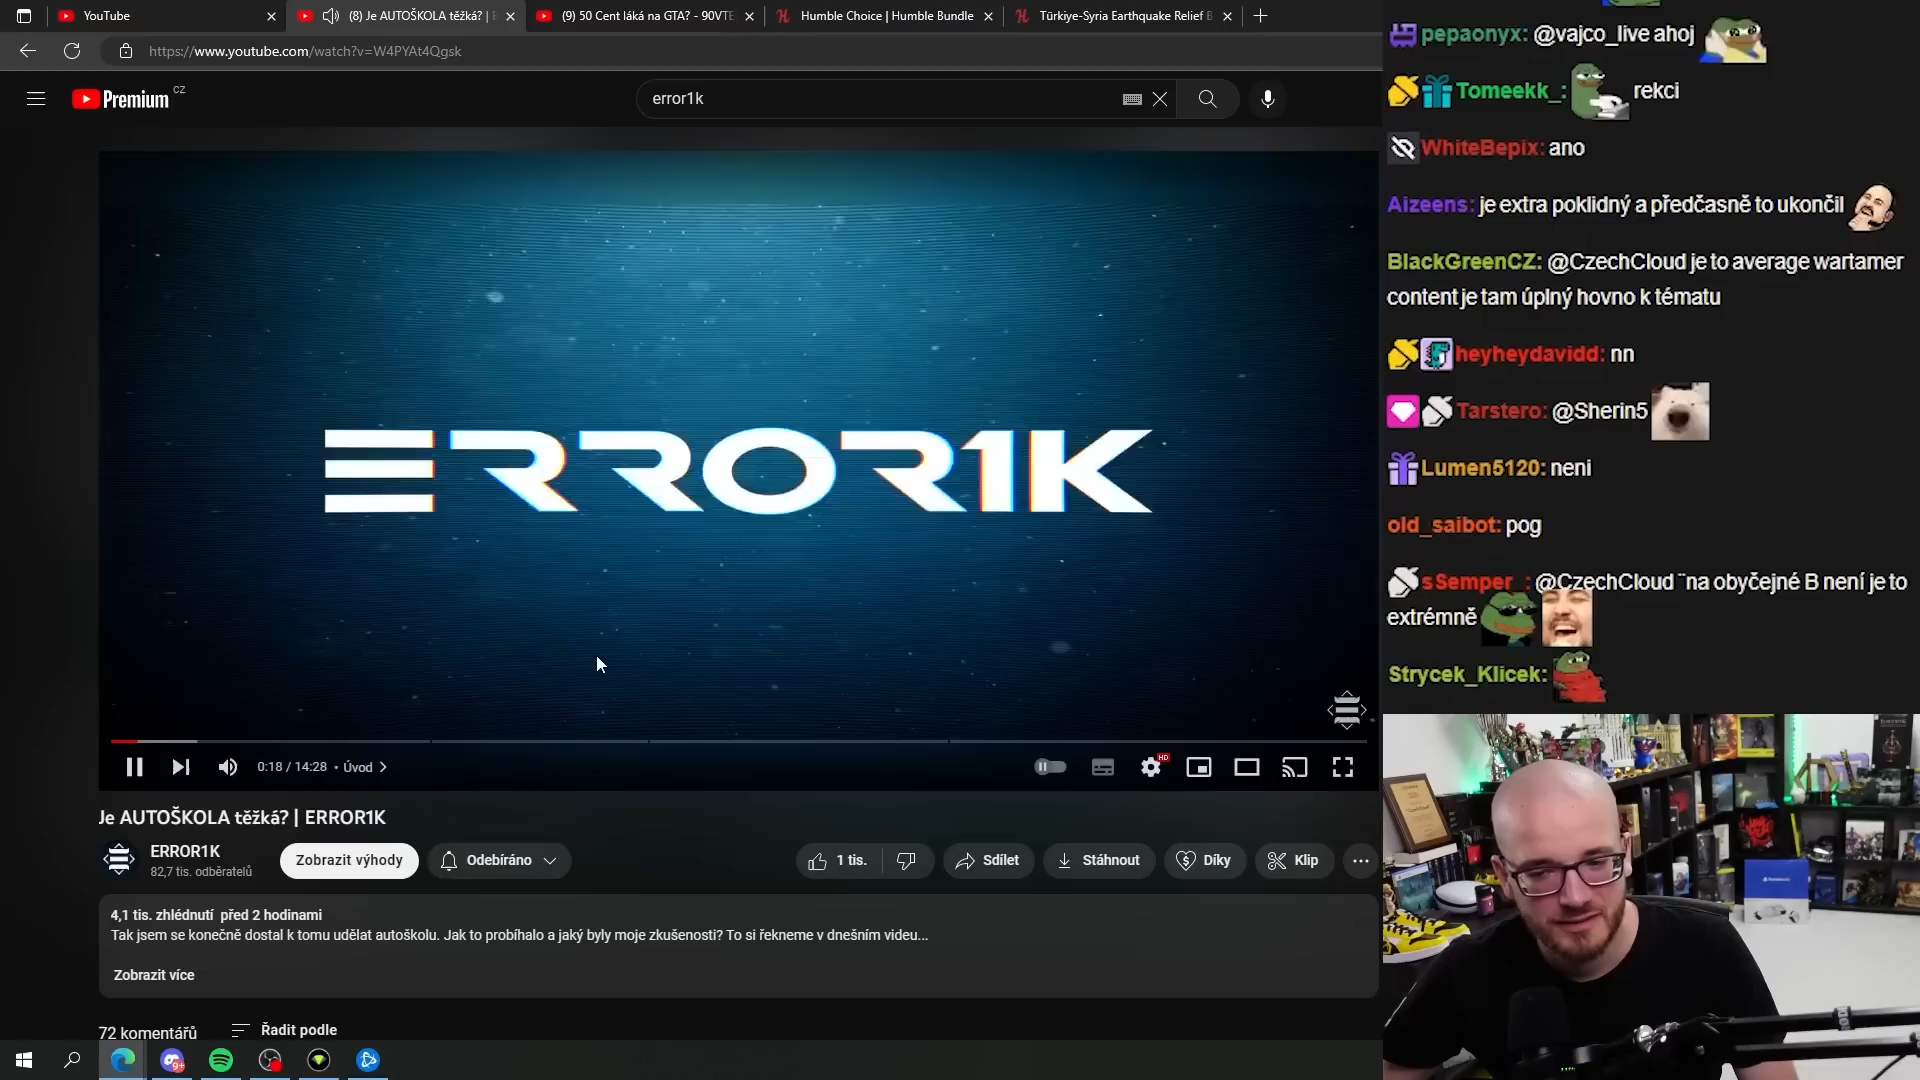 YouTube
(8) Je AUTOŠKOLA těžká? | E
(9) 50 Cent láká na GTA? - 90VTE
Humble Choice | Humble Bundle
Türkiye-Syria Earthquake Relief B
https://www.youtube.com/watch?v=W4PYAt4Qgsk
Premium CZ
error1k
ERROR1K
0:18 / 14:28 • Úvod
HD
Je AUTOŠKOLA těžká? | ERROR1K
ERROR1K
82,7 tis. odběratelů
Zobrazit výhody
Odebíráno
1 tis.
Sdílet
Stáhnout
Díky
Klip
4,1 tis. zhlédnutí před 2 hodinami
Tak jsem se konečně dostal k tomu udělat autoškolu. Jak to probíhalo a jaký byly moje zkušenosti? To si řekneme v dnešním videu...
Zobrazit více
72 komentářů
Řadit podle
9+
pepaonyx: @vajco_live ahoj
Tomeekk_: rekci
WhiteBepix: ano
Aizeens: je extra poklidný a předčasně to ukončil
BlackGreenCZ: @CzechCloud je to average wartamer
content je tam úplný hovno k tématu
heyheydavidd: nn
Tarstero: @Sherin5
Lumen5120: neni
old_saibot: pog
sSemper_: @CzechCloud ¨na obyčejné B není je to
extrémně
Strycek_Klicek: